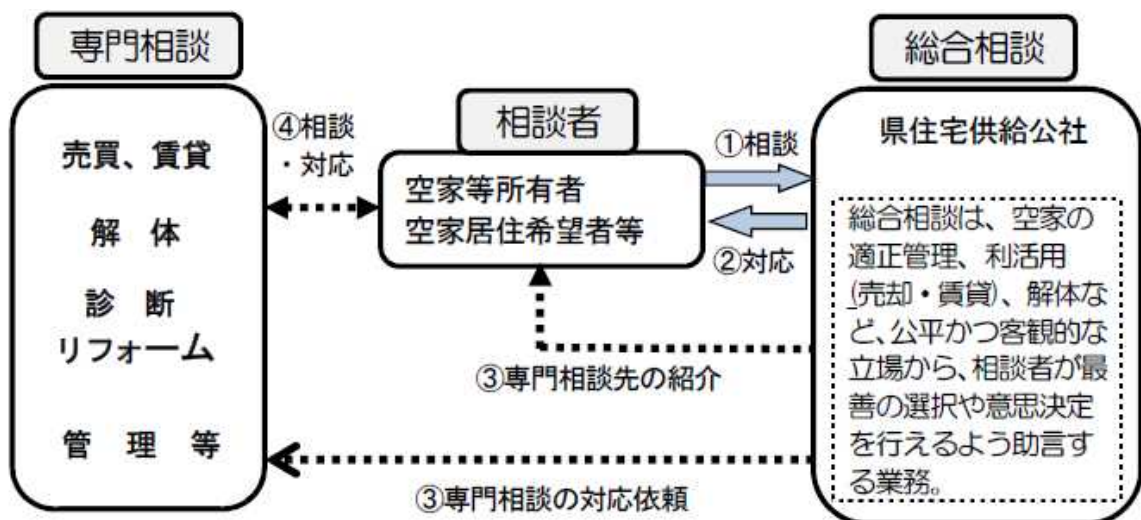 専門相談
売買、賃貸
解 体
診 断
リフォーム
管 理 等
④相談
・対応
相談者
空家等所有者
空家居住希望者等
①相談
②対応
③専門相談先の紹介
③専門相談の対応依頼
総合相談
県住宅供給公社
総合相談は、空家の
適正管理、利活用
(売却・賃貸)、解体な
ど、公平かつ客観的な
立場から、相談者が最
善の選択や意思決定
を行えるよう助言す
る業務。